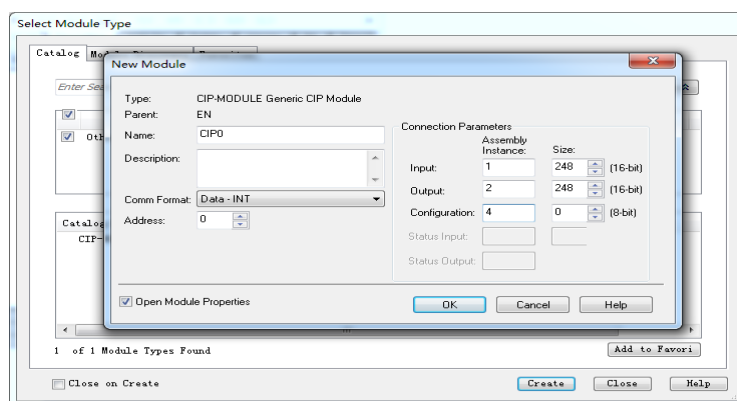 Select Module Type
Catalog
New Module
Enter Sea
Type: CIP-MODULE Generic CIP Module
Parent: EN
Name: CIP0
Connection Parameters
Assembly Instance: Size:
Description:
Input: 1 248 (16-bit)
Output: 2 248 (16-bit)
Comm Format: Data - INT
Configuration: 4 0 (8-bit)
Address: 0
Status Input:
Status Output:
Open Module Properties
OK Cancel Help
Catalog
CIP-
1 of 1 Module Types Found
Add to Favori
Close on Create
Create Close Help